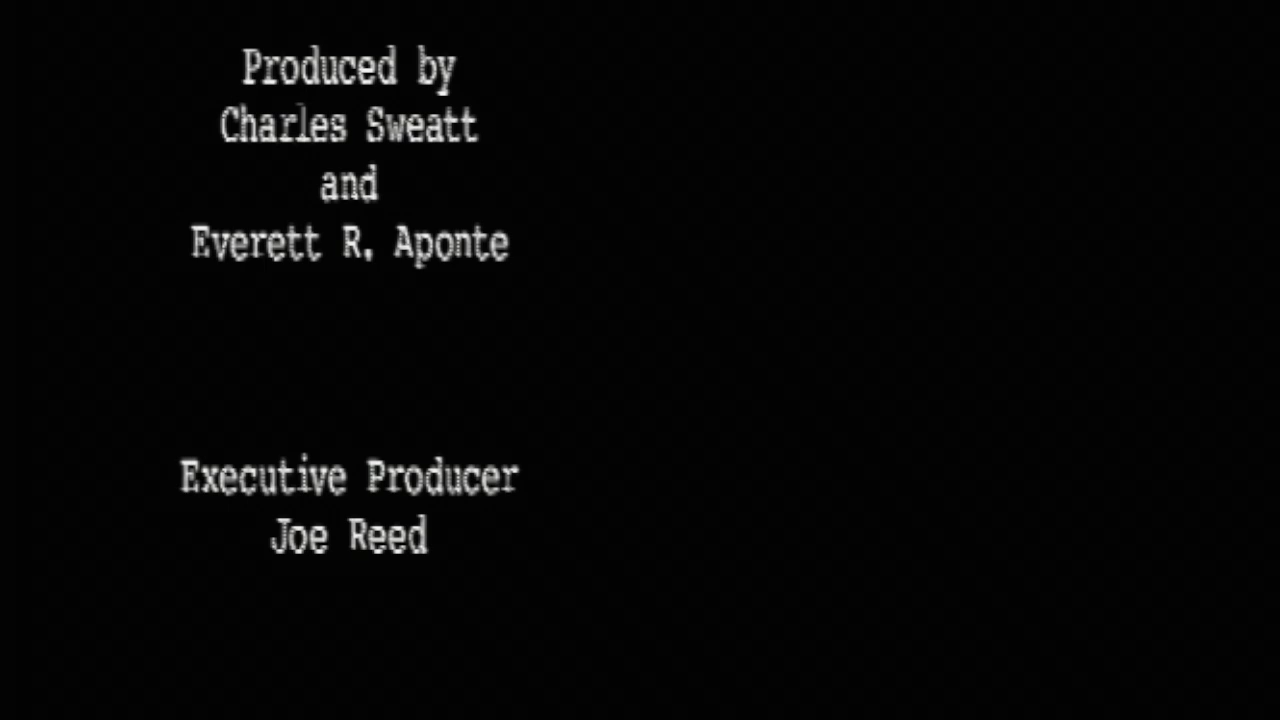 Produced by
Charles Sweatt
and
Everett R. Aponte
Executive Producer
Joe Reed